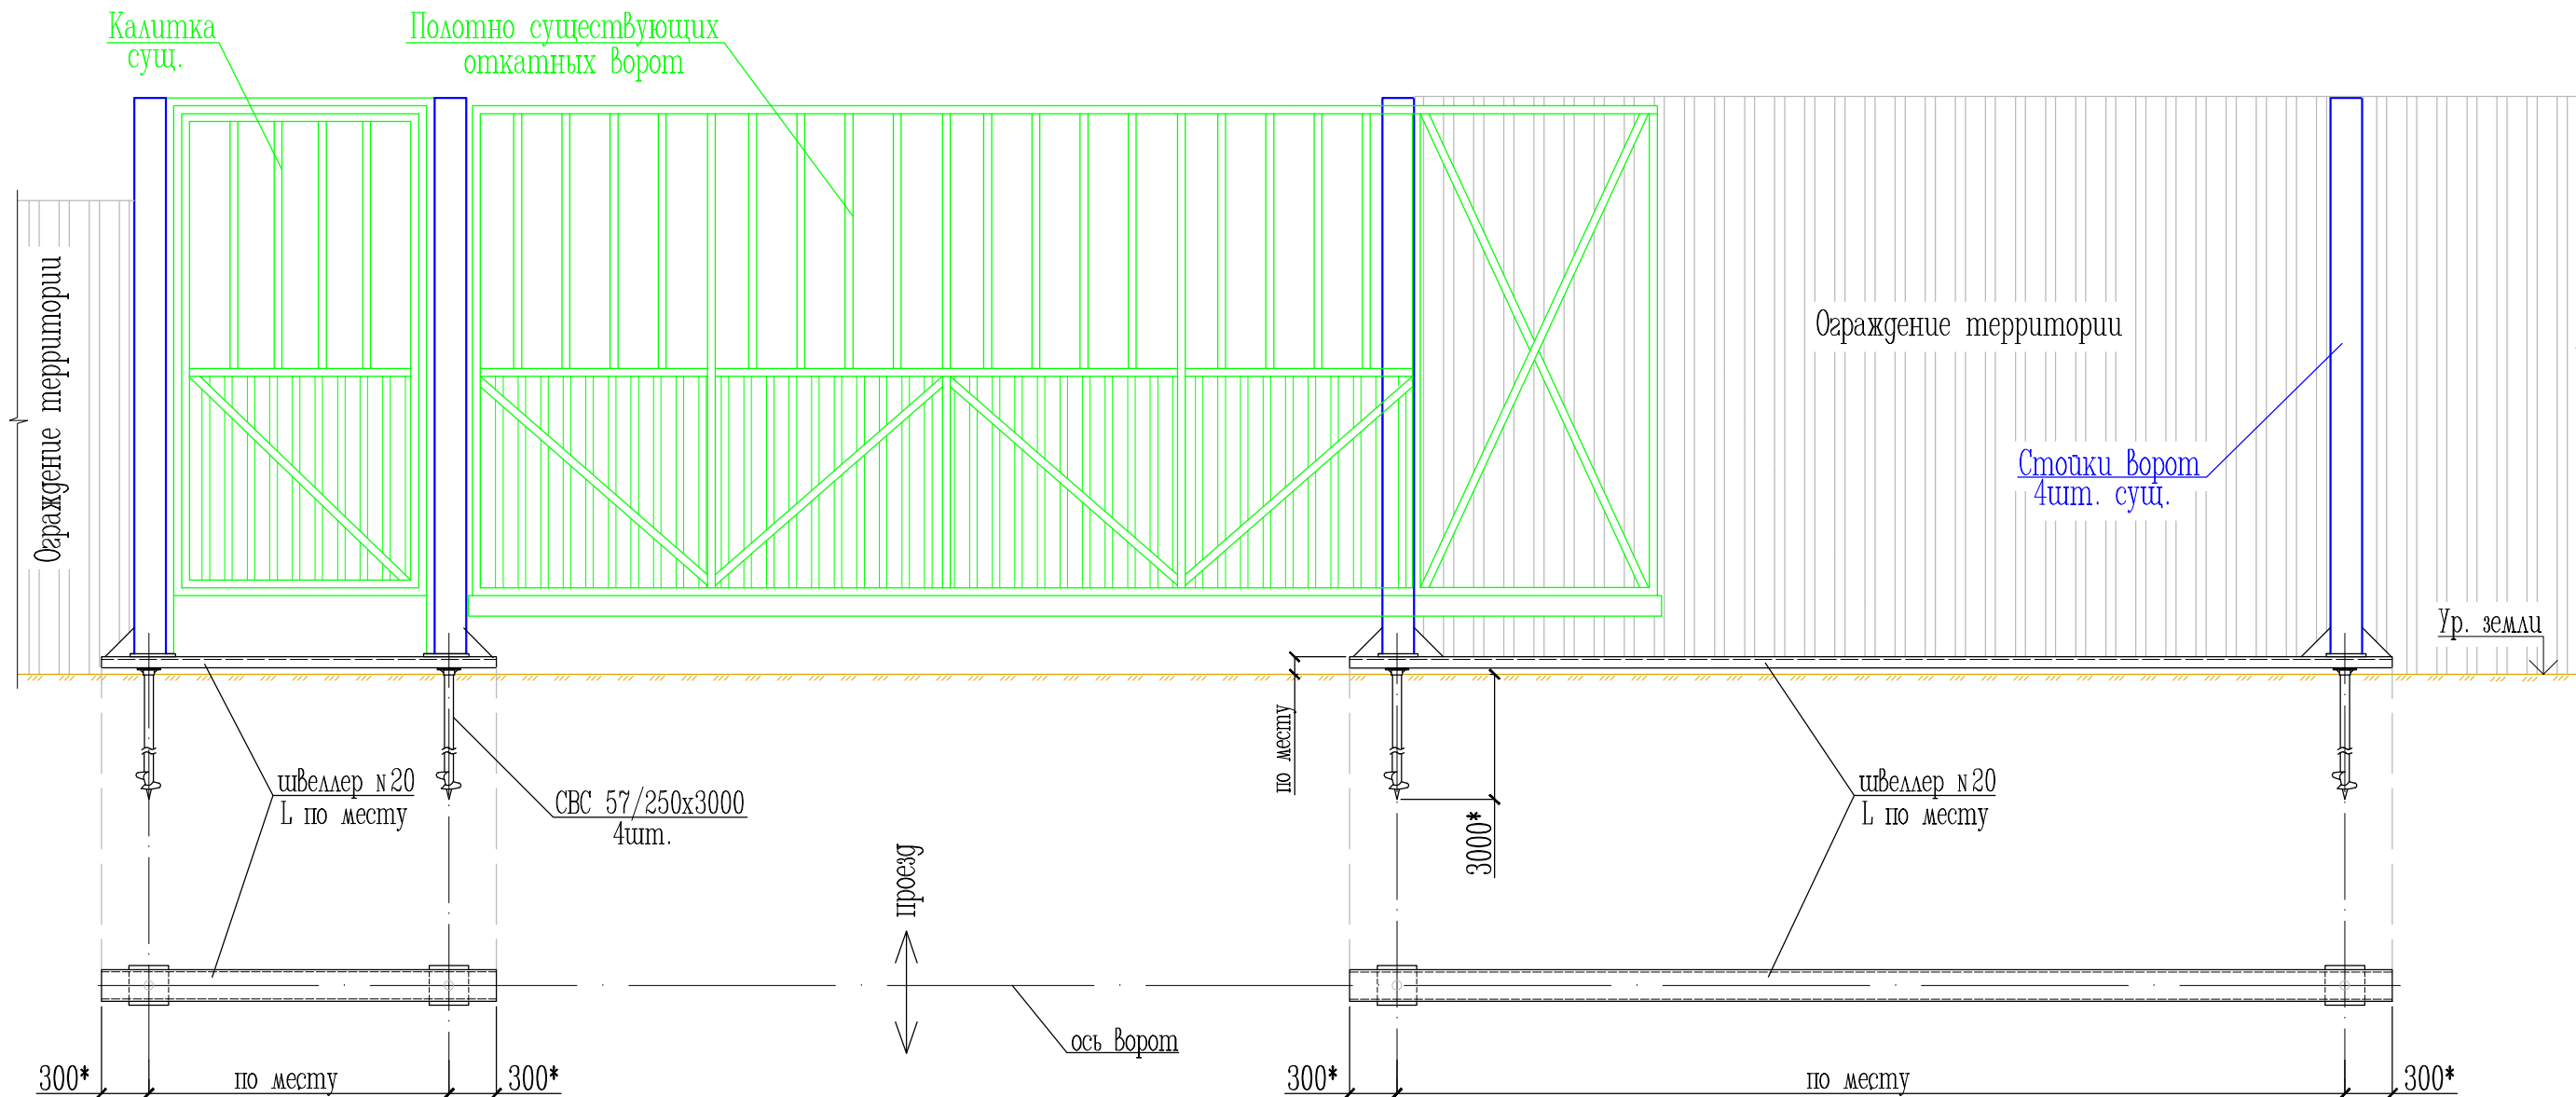 Калитка
сущ.
Полотно существующих
откатных ворот
Ограждение территории
Ограждение территории
Стойки ворот
4шт. сущ.
Ур. земли
по месту
3000*
швеллер N20
L по месту
СВС 57/250х3000
4шт.
швеллер N20
L по месту
проезд
ось ворот
300*
по месту
300*
300*
по месту
300*